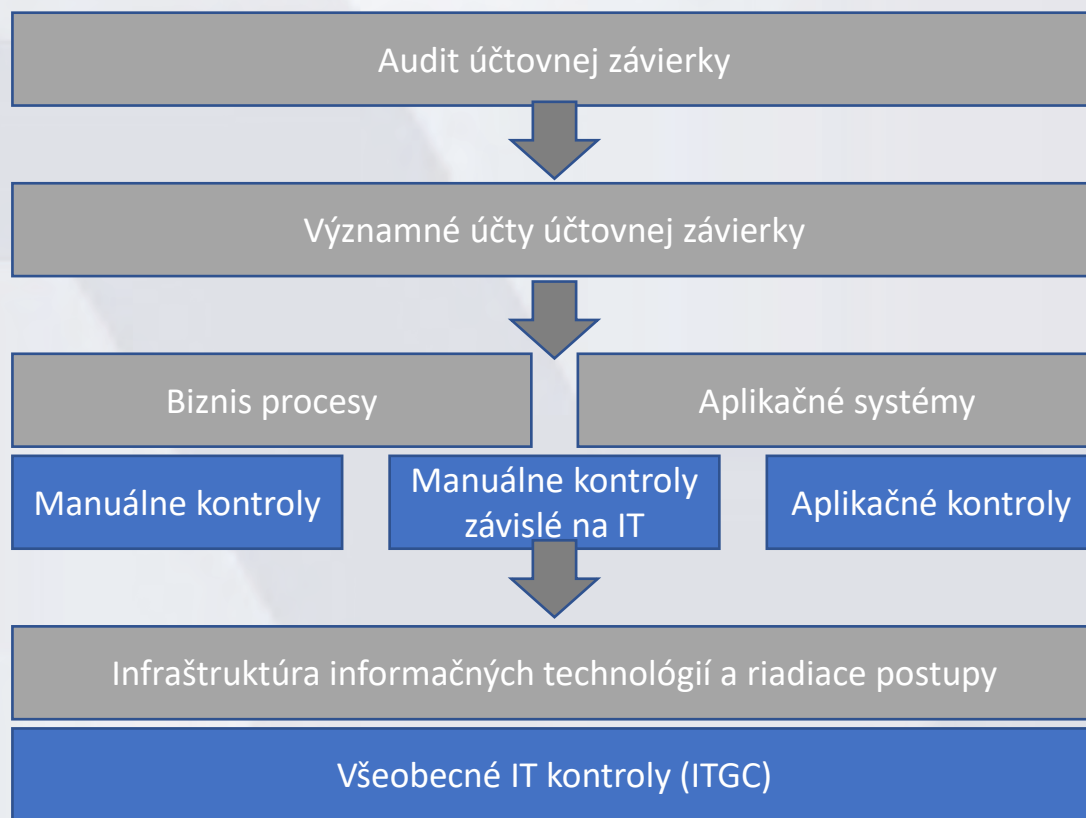 Audit účtovnej závierky
Významné účty účtovnej závierky
Biznis procesy
Aplikačné systémy
Manuálne kontroly
Manuálne kontroly
závislé na IT
Aplikačné kontroly
Infraštruktúra informačných technológií a riadiace postupy
Všeobecné IT kontroly (ITGC)